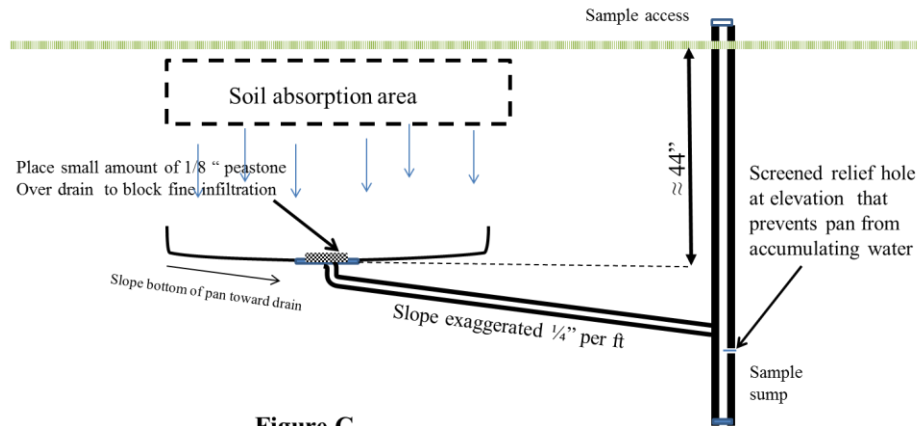 Sample access
Soil absorption area
Place small amount of 1/8 “ peastone
Over drain to block fine infiltration
≈ 44”
Screened relief hole
at elevation that
prevents pan from
accumulating water
Slope bottom of pan toward drain
Slope exaggerated ¼” per ft
Sample
sump
Figure C